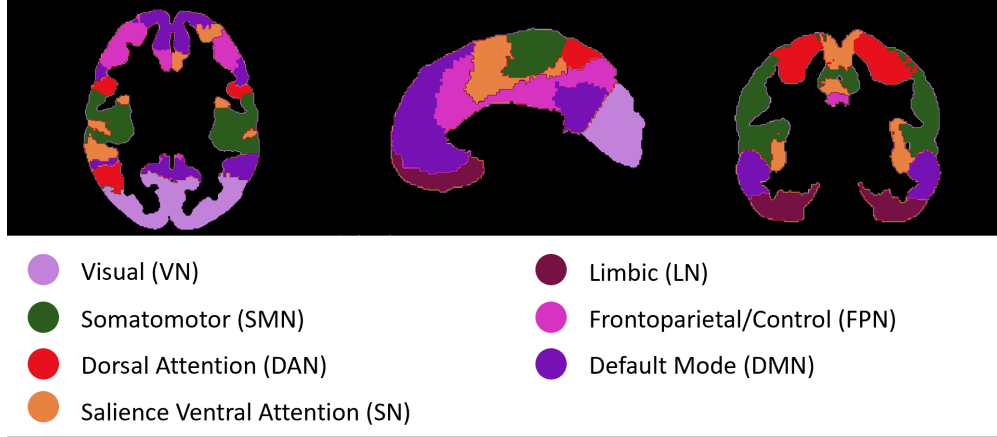 Visual (VN)
Somatomotor (SMN)
Dorsal Attention (DAN)
Salience Ventral Attention (SN)
Limbic (LN)
Frontoparietal/Control (FPN)
Default Mode (DMN)